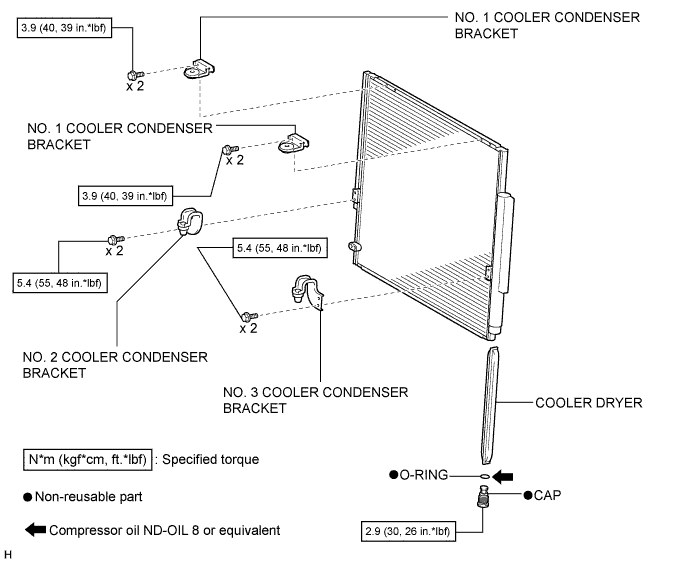 3.9 (40, 39 in.*lbf)
NO. 1 COOLER CONDENSER
BRACKET
x 2
NO. 1 COOLER CONDENSER
BRACKET
x 2
3.9 (40, 39 in.*lbf)
x 2
5.4 (55, 48 in.*lbf)
5.4 (55, 48 in.*lbf)
x 2
NO. 2 COOLER CONDENSER
BRACKET
NO. 3 COOLER CONDENSER
BRACKET
COOLER DRYER
N*m (kgf*cm, ft.*lbf) : Specified torque
●O-RING
●Non-reusable part
●CAP
Compressor oil ND-OIL 8 or equivalent
2.9 (30, 26 in.*lbf)
H